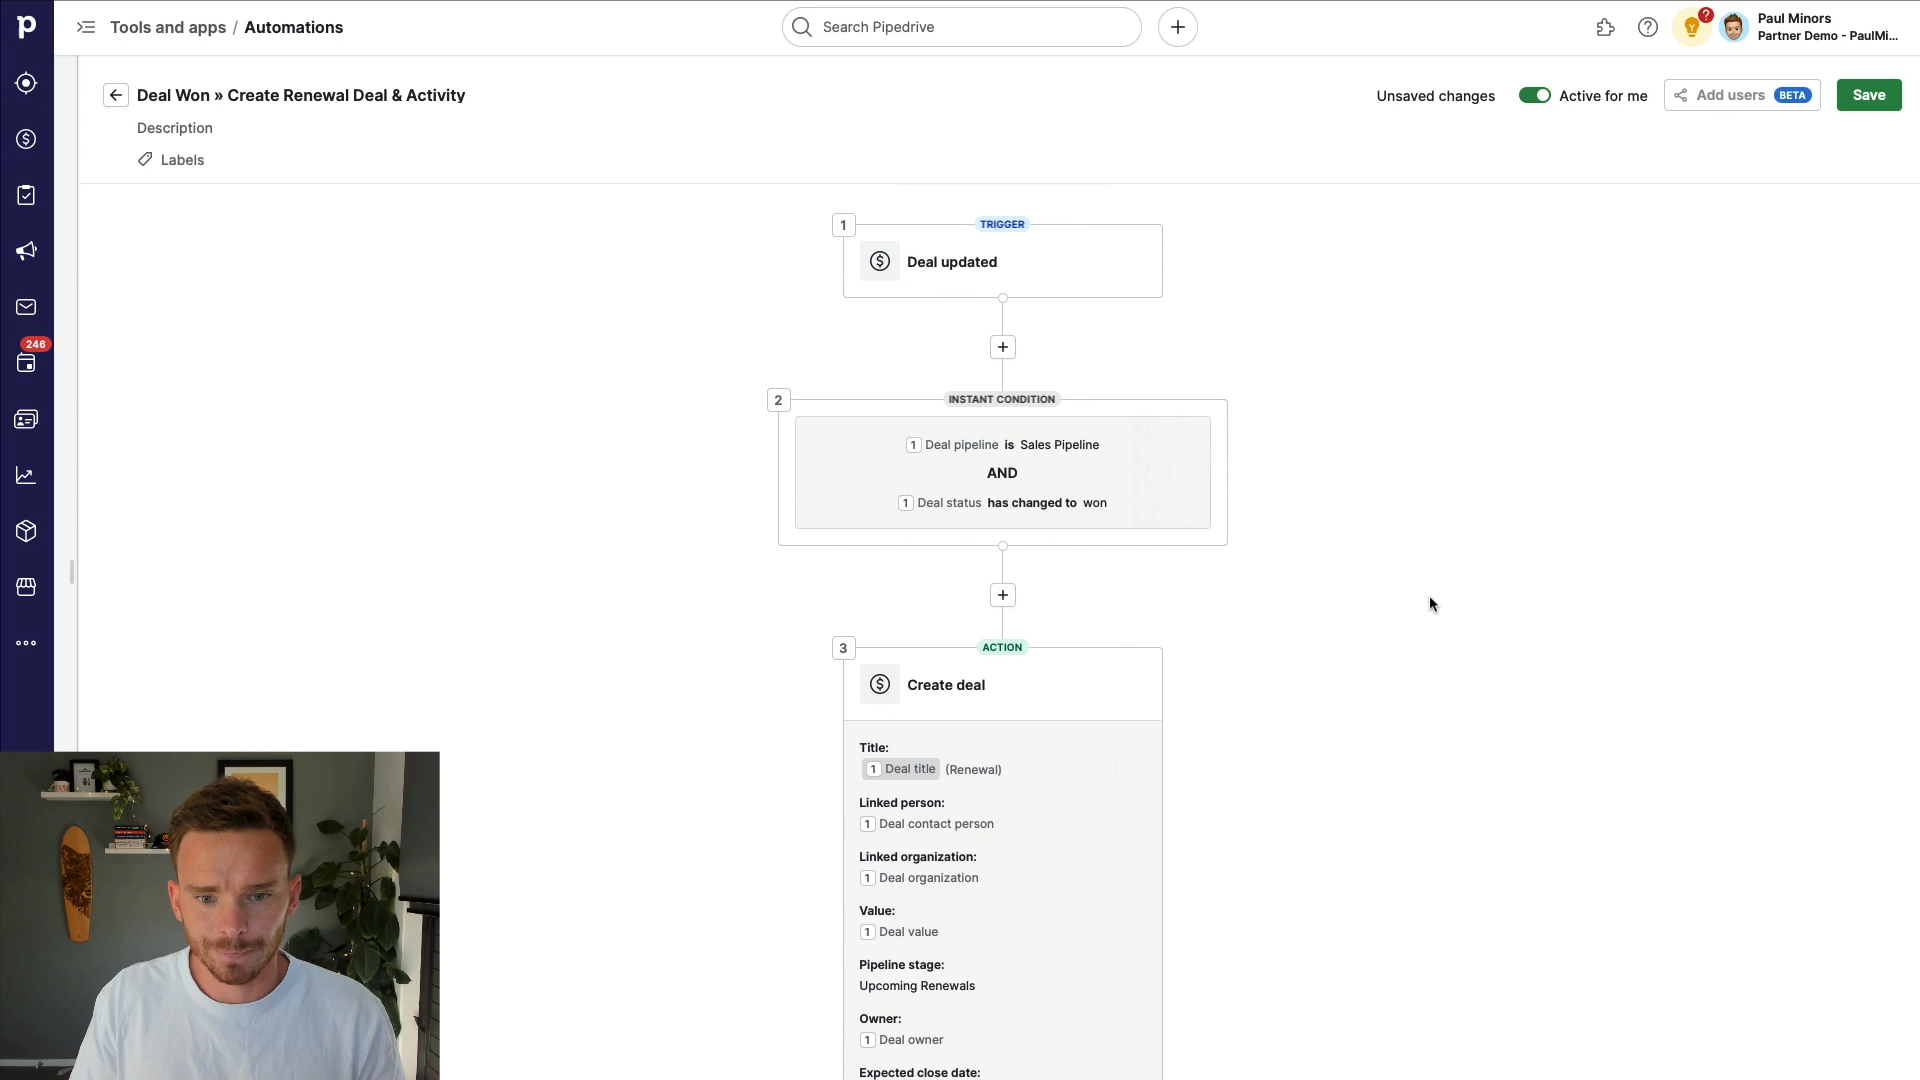 Tools and apps / Automations
Search Pipedrive
?
Paul Minors
Partner Demo - PaulMi...
Deal Won » Create Renewal Deal & Activity
Unsaved changes
Active for me
Add users BETA
Save
Description
Labels
1
TRIGGER
Deal updated
246
2
INSTANT CONDITION
1 Deal pipeline is Sales Pipeline
AND
1 Deal status has changed to won
3
ACTION
Create deal
Title:
1 Deal title (Renewal)
Linked person:
1 Deal contact person
Linked organization:
1 Deal organization
Value:
1 Deal value
Pipeline stage:
Upcoming Renewals
Owner:
1 Deal owner
Expected close date: